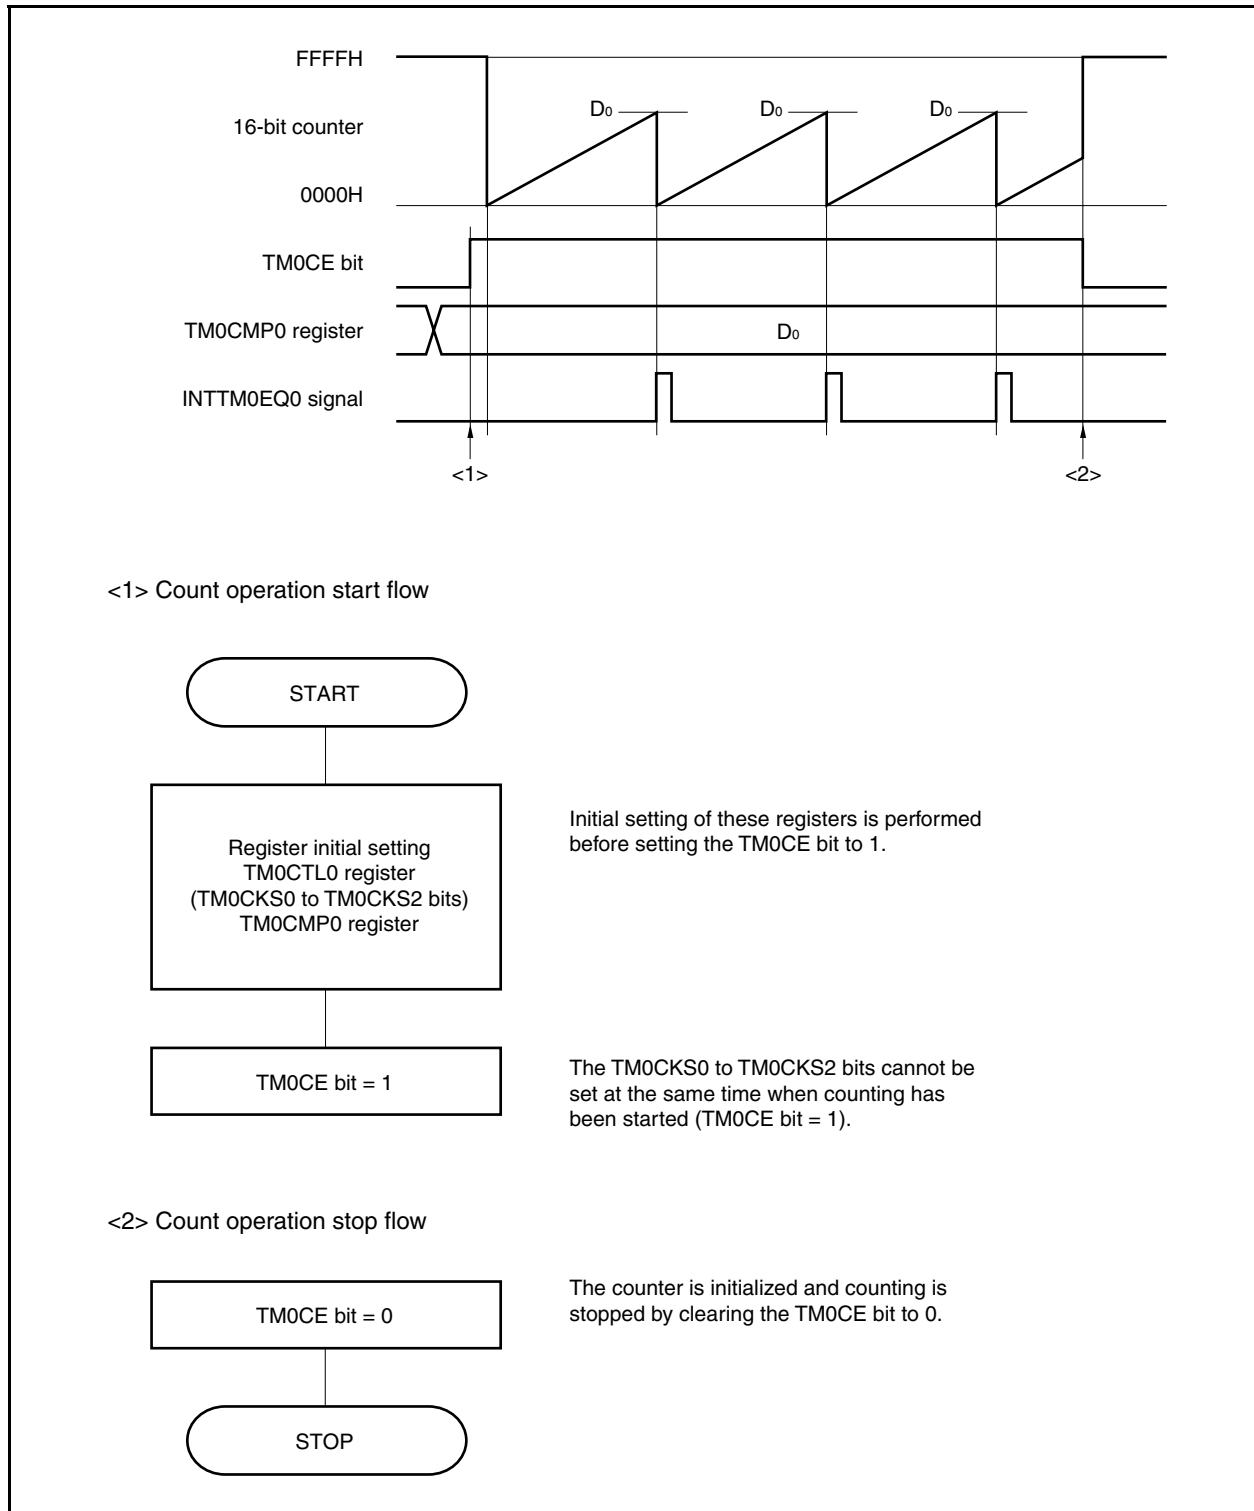 FFFFH
16-bit counter
0000H
D0
D0
D0
TM0CE bit
TM0CMP0 register
D0
INTTM0EQ0 signal
<1>
<2>
<1> Count operation start flow
START
Register initial setting
TM0CTL0 register
(TM0CKS0 to TM0CKS2 bits)
TM0CMP0 register
Initial setting of these registers is performed
before setting the TM0CE bit to 1.
TM0CE bit = 1
The TM0CKS0 to TM0CKS2 bits cannot be
set at the same time when counting has
been started (TM0CE bit = 1).
<2> Count operation stop flow
TM0CE bit = 0
The counter is initialized and counting is
stopped by clearing the TM0CE bit to 0.
STOP